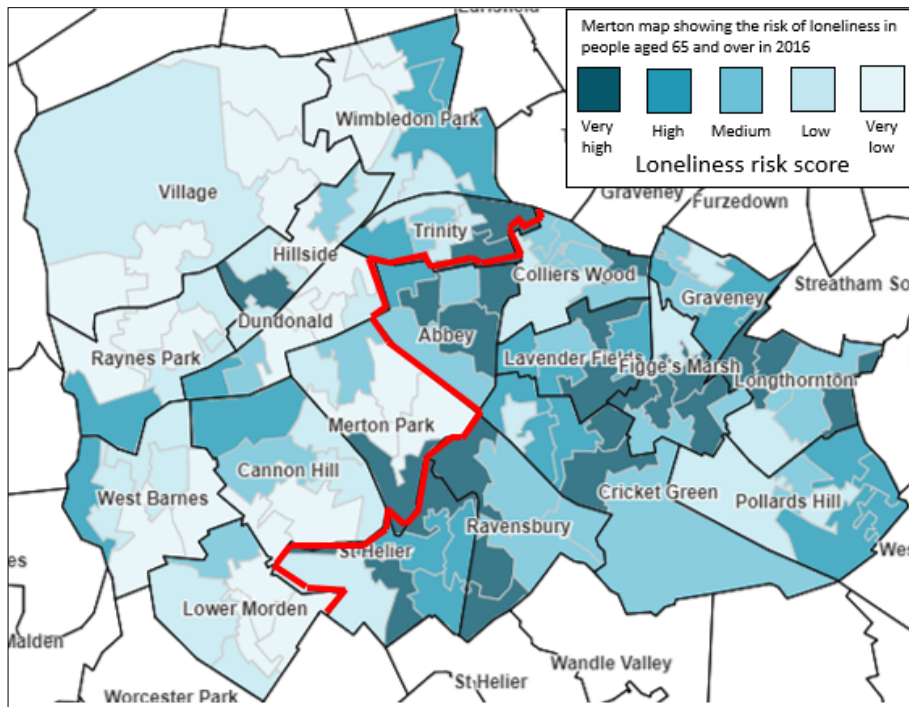 Earlsfield
Merton map showing the risk of loneliness in
people aged 65 and over in 2016
Very
high
High
Medium
Low
Very
low
Loneliness risk score
Wimbledon Park
Village
Graveney
Furzedown
Trinity
Hillside
Colliers Wood
Streatham So
Graveney
Dundonald
Abbey
Raynes Park
Lavender Fields
Figge's Marsh
Longthornton
Merton Park
Cannon Hill
West Barnes
Cricket Green
Pollards Hill
Ravensbury
St Helier
Wes
es
Lower Morden
Malden
Wandle Valley
St Helier
Worcester Park